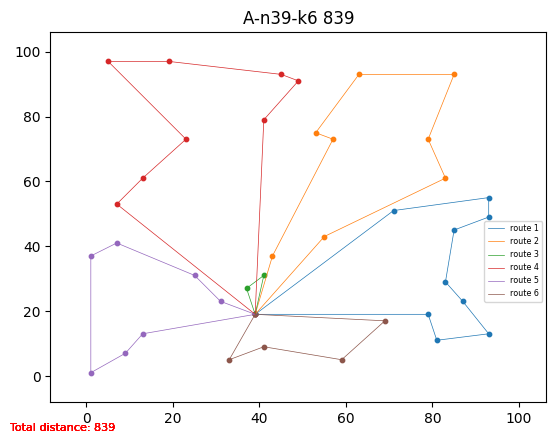 A-n39-k6 839
100
80
60
40
20
0
0 20 40 60 80 100
route 1
route 2
route 3
route 4
route 5
route 6
Total distance: 839